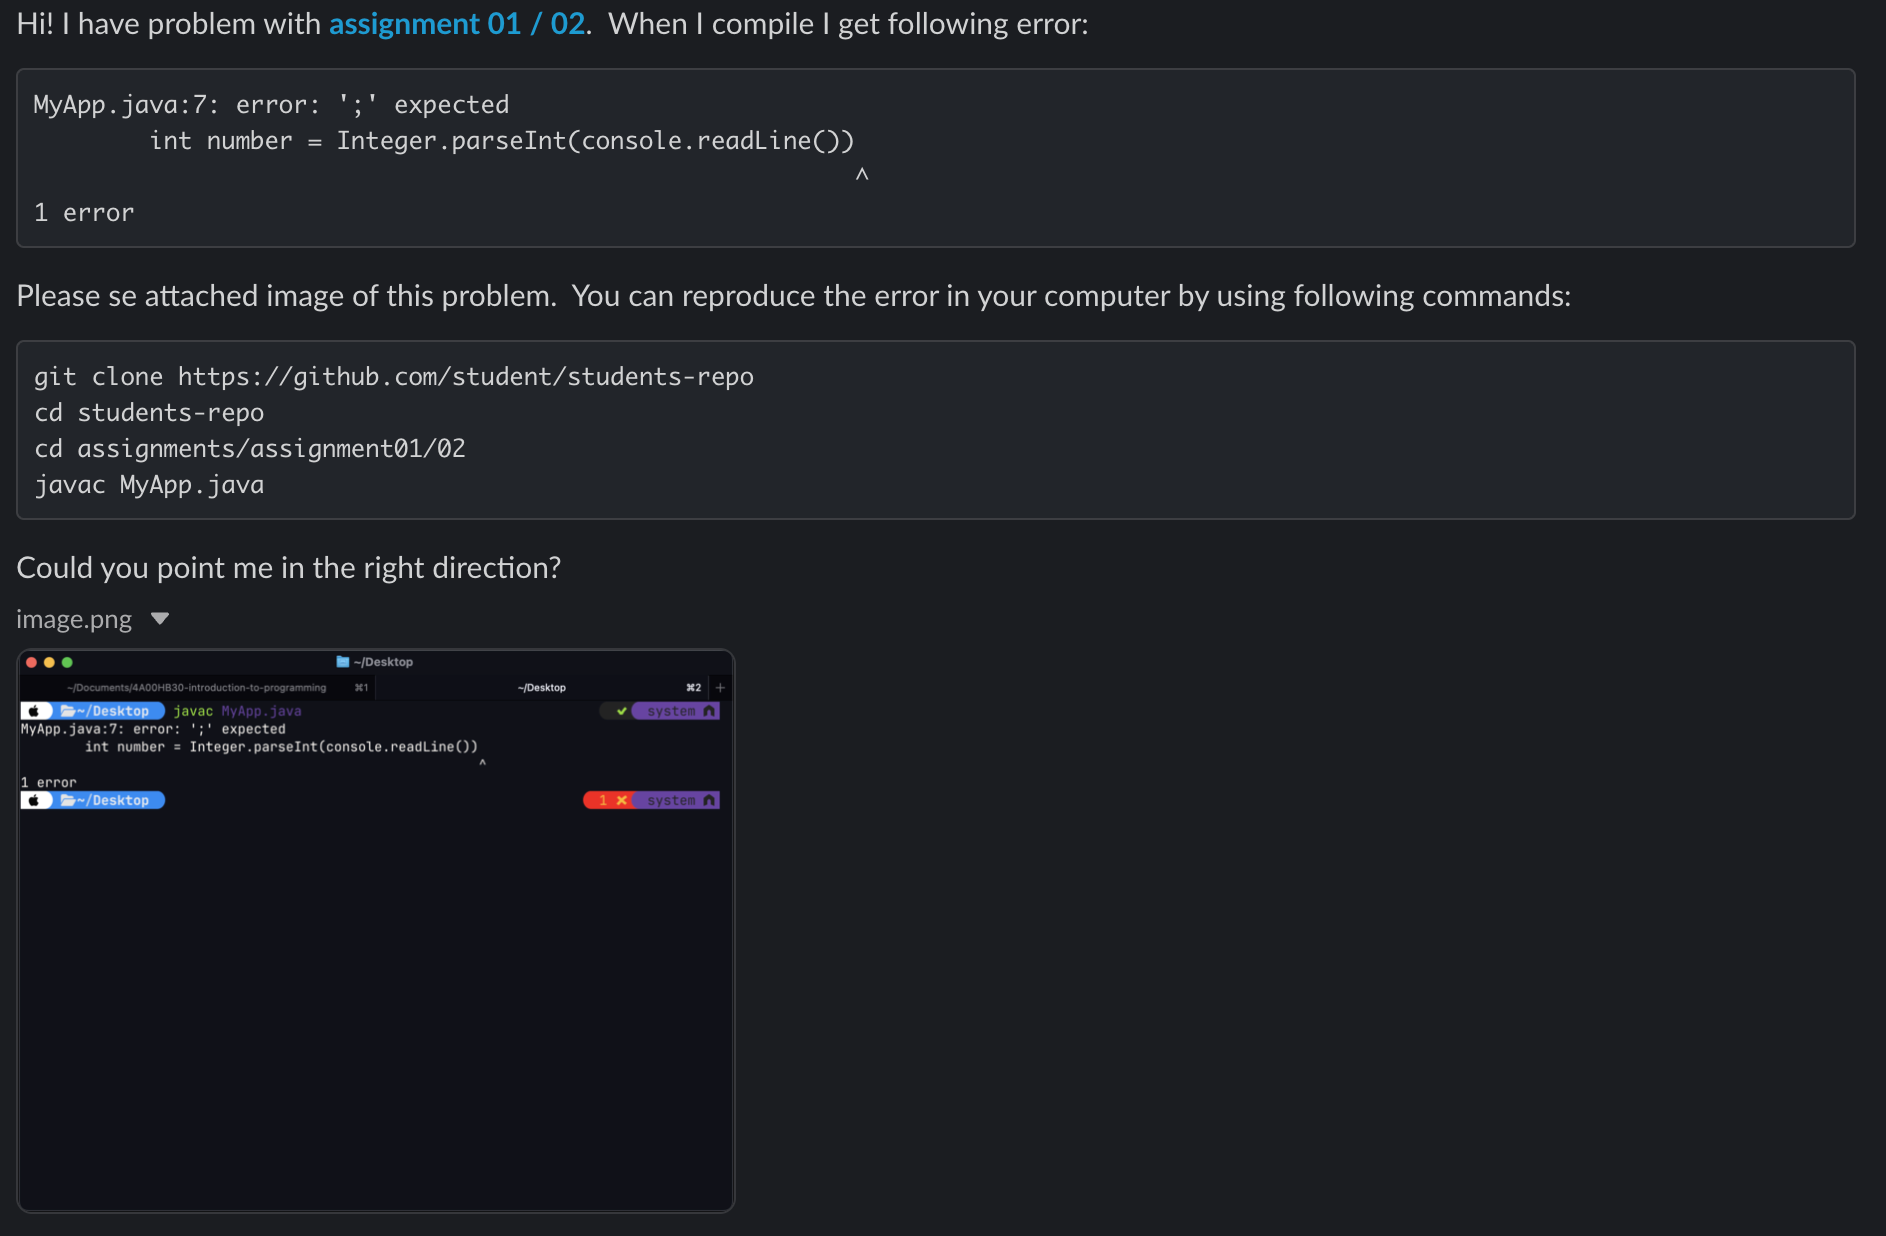 Hi! I have problem with assignment 01 / 02.  When I compile I get following error:
MyApp.java:7: error: ';' expected
        int number = Integer.parseInt(console.readLine())
                                                         ^
1 error
Please se attached image of this problem.  You can reproduce the error in your computer by using following commands:
git clone https://github.com/student/students-repo
cd students-repo
cd assignments/assignment01/02
javac MyApp.java
Could you point me in the right direction?
image.png
~/Desktop
~/Documents/4A00HB30-introduction-to-programming ⌘1 ~/Desktop ⌘2 +
~/Desktop javac MyApp.java system
MyApp.java:7: error: ';' expected
        int number = Integer.parseInt(console.readLine())
                                                         ^
1 error
~/Desktop 1 ✘ system